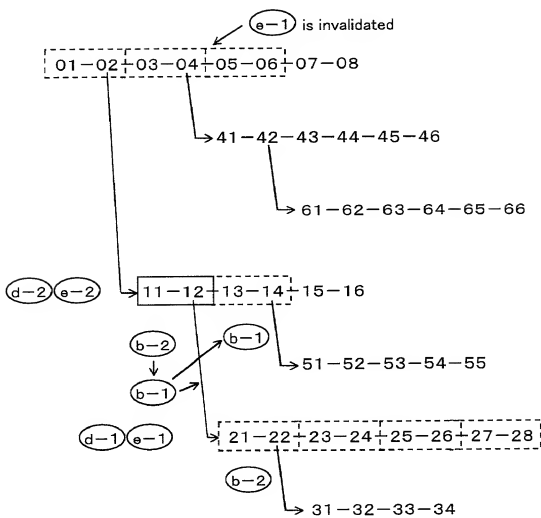 e-1 is invalidated
01-02-03-04-05-06-07-08
41-42-43-44-45-46
61-62-63-64-65-66
d-2 e-2 11-12-13-14-15-16
b-2 b-1
51-52-53-54-55
b-1
d-1 e-1 21-22-23-24-25-26-27-28
b-2
31-32-33-34